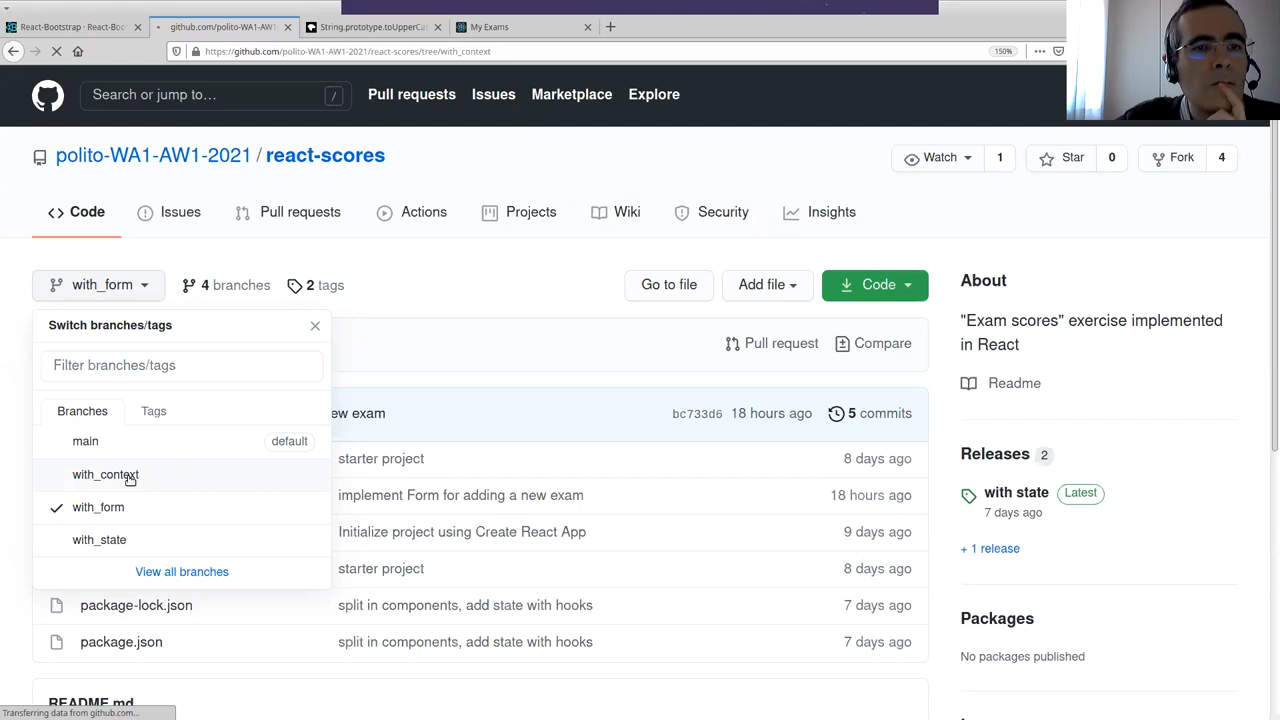 React-Bootstrap · React-Boo
github.com/polito-WA1-AW1
String.prototype.toUpperCa
My Exams
https://github.com/polito-WA1-AW1-2021/react-scores/tree/with_context
150%
Search or jump to…
/
Pull requests
Issues
Marketplace
Explore
polito-WA1-AW1-2021 / react-scores
Watch
1
Star
0
Fork
4
Code
Issues
Pull requests
Actions
Projects
Wiki
Security
Insights
with_form
4 branches
2 tags
Go to file
Add file
Code
Switch branches/tags
Filter branches/tags
Branches
Tags
main
default
with_context
with_form
with_state
View all branches
Pull request
Compare
ew exam
bc733d6
18 hours ago
5 commits
starter project
8 days ago
implement Form for adding a new exam
18 hours ago
Initialize project using Create React App
9 days ago
starter project
8 days ago
package-lock.json
split in components, add state with hooks
7 days ago
package.json
split in components, add state with hooks
7 days ago
README.md
About
"Exam scores" exercise implemented
in React
Readme
Releases 2
with state
Latest
7 days ago
+ 1 release
Packages
No packages published
Transferring data from github.com…